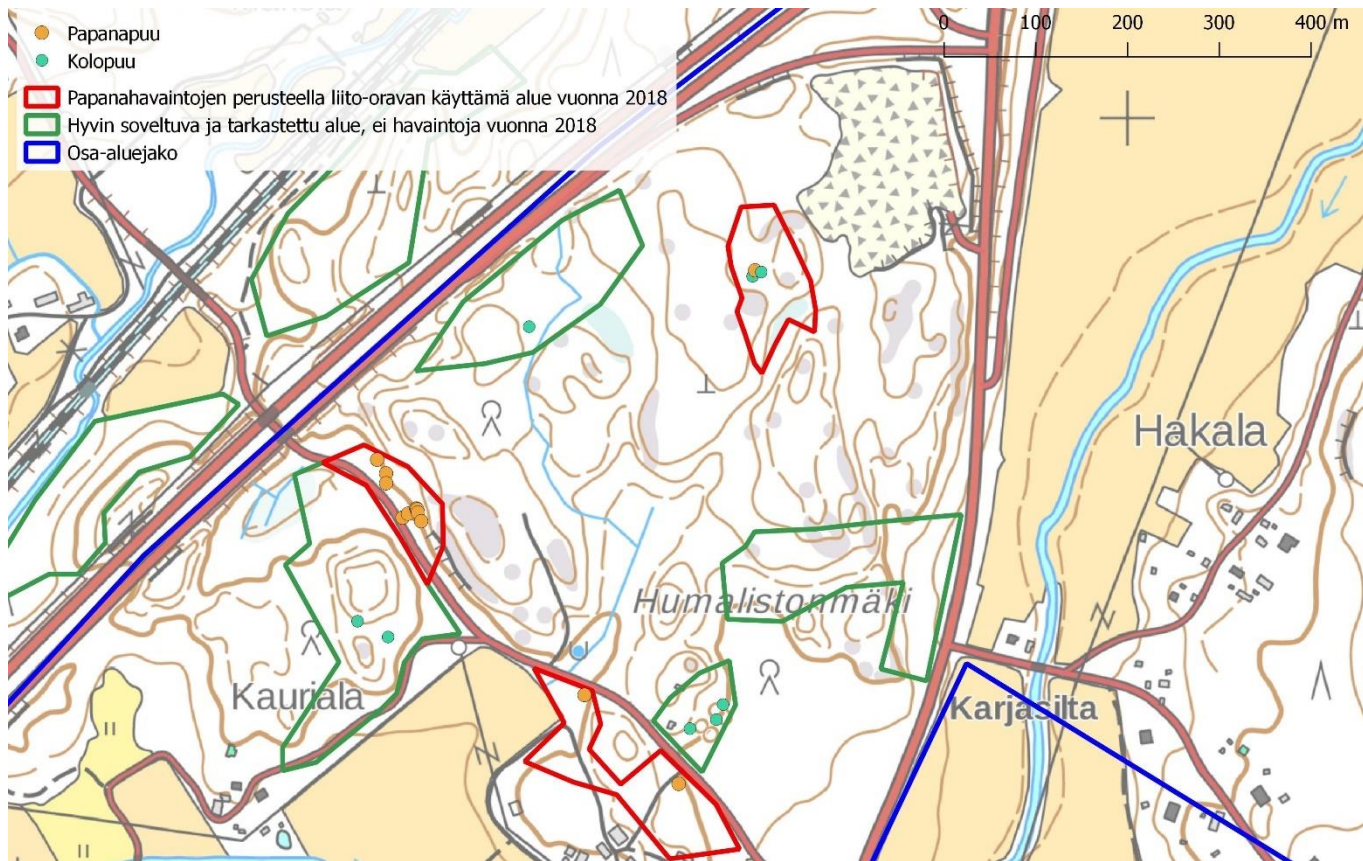 Papanapuu
Kolopuu
Papanahavaintojen perusteella liito-oravan käyttämä alue vuonna 2018
Hyvin soveltuva ja tarkastettu alue, ei havaintoja vuonna 2018
Osa-aluejako
0 100 200 300 400 m
Hakala
Humalistonmäki
Kauriala
Karjasilta